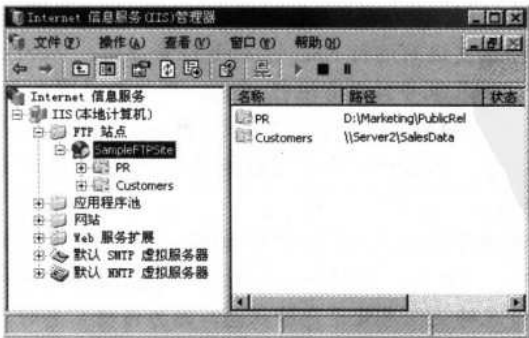 Internet 信息服务(IIS)管理器
文件(F) 操作(A) 查看(V) 窗口(W) 帮助(H)
Internet 信息服务
IIS(本地计算机)
FTP 站点
SampleFTPSite
PR
Customers
应用程序池
网站
Web 服务扩展
默认 SMTP 虚拟服务器
默认 NNTP 虚拟服务器
名称 路径 状态
PR D:\Marketing\PublicRel
Customers \\Server2\SalesData